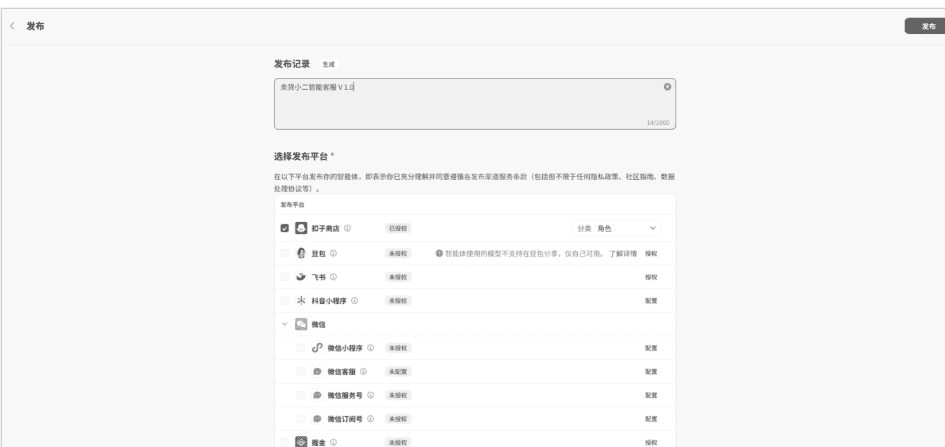 发布
发布
发布记录 生成
卖货小二智能客服 V 1.0
14/2000
选择发布平台 *
在以下平台发布你的智能体，即表示你已充分理解并同意遵循各发布渠道服务条款（包括但不限于任何隐私政策、社区指南、数据
处理协议等）。
发布平台
扣子商店 已授权 分类 角色
豆包 未授权 智能体使用的模型不支持在豆包分享，仅自己可用。 了解详情 授权
飞书 未授权 授权
抖音小程序 未授权 配置
微信
微信小程序 未授权 配置
微信客服 未配置 配置
微信服务号 未授权 配置
微信订阅号 未授权 配置
掘金 未授权 授权